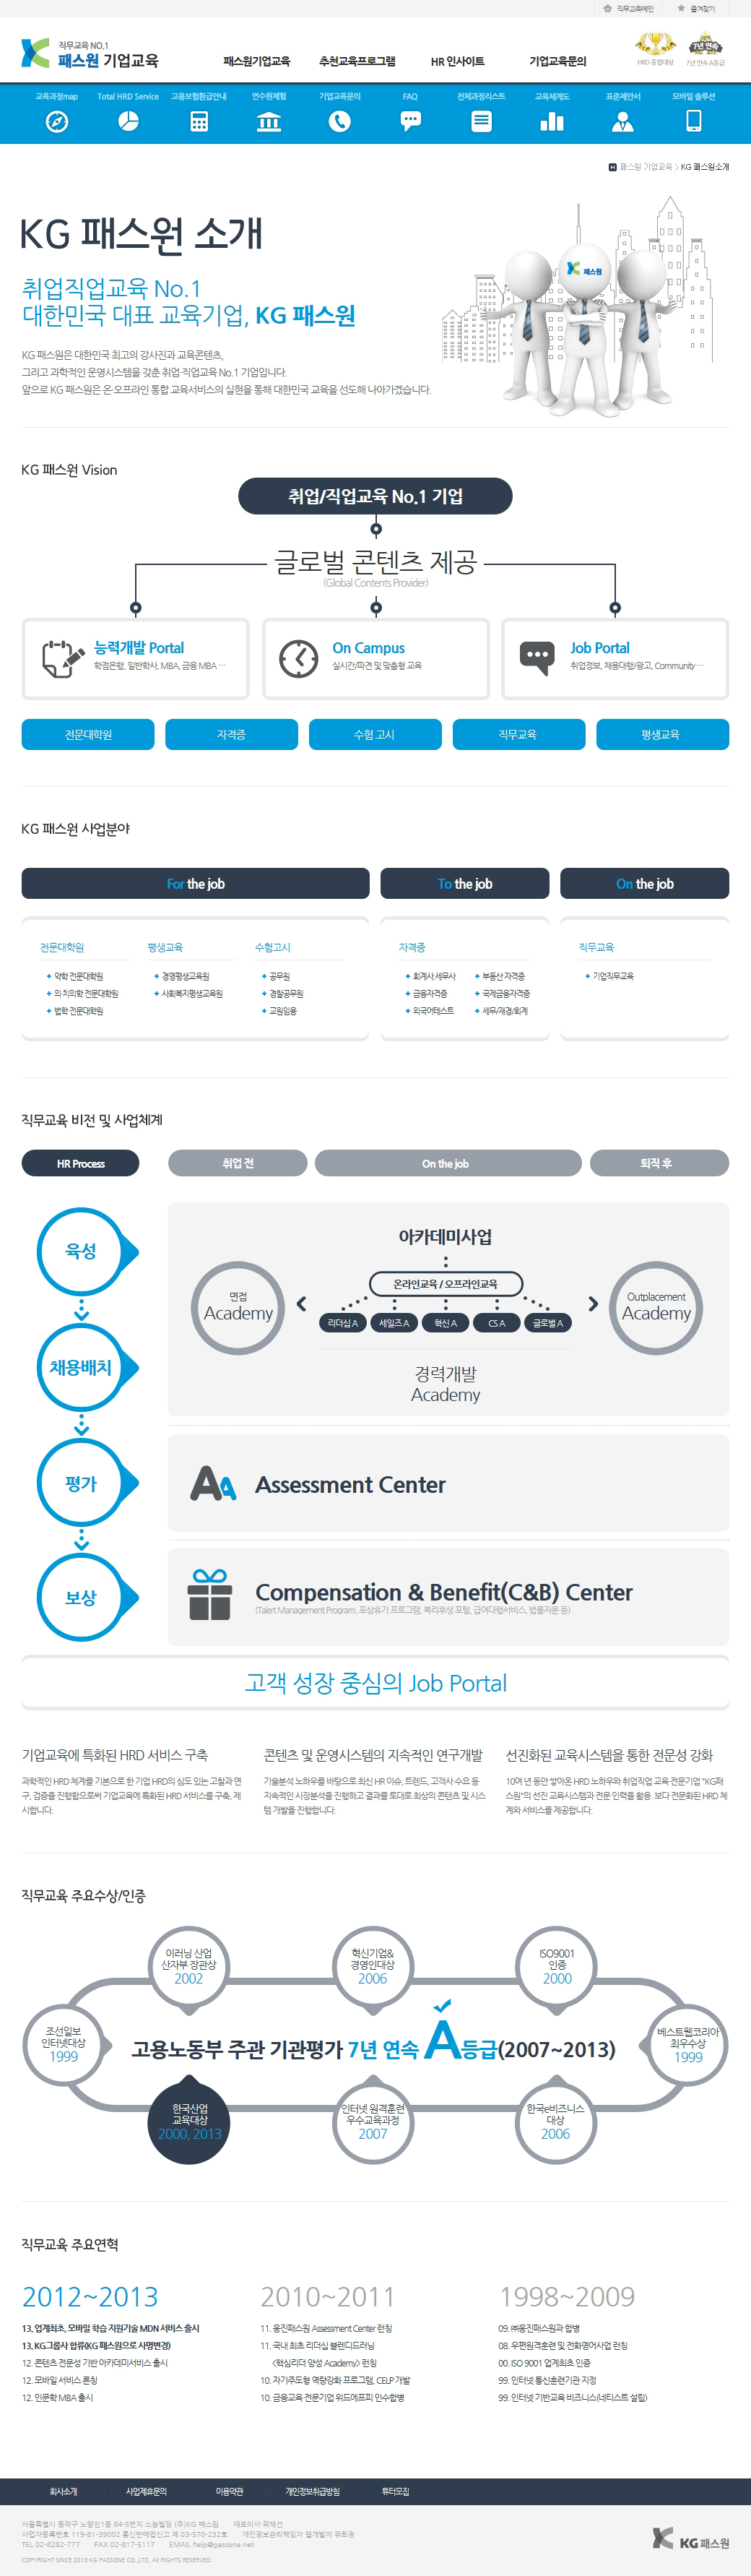 직무교육메인 즐겨찾기
직무교육 NO.1
패스원 기업교육
패스원기업교육 추천교육프로그램 HR 인사이트 기업교육문의
7년 연속
HRD 종합대상 7년 연속 A등급
교육과정map Total HRD Service 고용보험환급안내 연수원체험 기업교육문의 FAQ 전체과정리스트 교육체계도 표준제안서 모바일 솔루션
H 패스원 기업교육 > KG 패스원소개
KG 패스원 소개
취업직업교육 No.1
대한민국 대표 교육기업, KG 패스원
패스원
KG 패스원은 대한민국 최고의 강사진과 교육콘텐츠,
그리고 과학적인 운영시스템을 갖춘 취업·직업교육 No.1 기업입니다.
앞으로 KG 패스원은 온·오프라인 통합 교육서비스의 실현을 통해 대한민국 교육을 선도해 나아가겠습니다.
KG 패스원 Vision
취업/직업교육 No.1 기업
글로벌 콘텐츠 제공
(Global Contents Provider)
능력개발 Portal On Campus Job Portal
학점은행, 일반학사, MBA, 금융 MBA ··· 실시간/파견 및 맞춤형 교육 취업정보, 채용대행/광고, Community ···
전문대학원 자격증 수험 고시 직무교육 평생교육
KG 패스원 사업분야
For the job To the job On the job
전문대학원 평생교육 수험고시 자격증 직무교육
약학 전문대학원 경영평생교육원 공무원 회계사·세무사 부동산 자격증 기업직무교육
의·치의학 전문대학원 사회복지평생교육원 경찰공무원 금융자격증 국제금융자격증
법학 전문대학원 교원임용 외국어테스트 세무/재경/회계
직무교육 비전 및 사업체계
HR Process 취업 전 On the job 퇴직 후
육성
아카데미사업
온라인교육 / 오프라인교육
면접
Academy
Outplacement
Academy
리더십 A 세일즈 A 혁신 A CS A 글로벌 A
채용배치
경력개발
Academy
평가
Assessment Center
보상
Compensation & Benefit(C&B) Center
(Talert Management Program, 포상휴가 프로그램, 복리후생 포털, 급여대행서비스, 법률자문 등)
고객 성장 중심의 Job Portal
기업교육에 특화된 HRD 서비스 구축
과학적인 HRD 체계를 기본으로 한 기업 HRD의 심도 있는 고찰과 연
구, 검증을 진행함으로써 기업교육에 특화된 HRD 서비스를 구축, 제
시합니다.
콘텐츠 및 운영시스템의 지속적인 연구개발
기술분석 노하우를 바탕으로 최신 HR 이슈, 트렌드, 고객사 수요 등
지속적인 시장분석을 진행하고 결과를 토대로 최상의 콘텐츠 및 시스
템 개발을 진행합니다.
선진화된 교육시스템을 통한 전문성 강화
10여 년 동안 쌓아온 HRD 노하우와 취업직업 교육 전문기업 "KG패
스원"의 선진 교육시스템과 전문 인력을 활용. 보다 전문화된 HRD 체
계와 서비스를 제공합니다.
직무교육 주요수상/인증
이러닝 산업
산자부 장관상
2002
혁신기업&
경영인대상
2006
ISO9001
인증
2000
조선일보
인터넷대상
1999
고용노동부 주관 기관평가 7년 연속 A등급(2007~2013)
베스트웹코리아
최우수상
1999
한국산업
교육대상
2000, 2013
인터넷 원격훈련
우수교육과정
2007
한국e비즈니스
대상
2006
직무교육 주요연혁
2012~2013
13. 업계최초, 모바일 학습 지원기술 MDN 서비스 출시
13. KG그룹사 합류(KG 패스원으로 사명변경)
12. 콘텐츠 전문성 기반 아카데미서비스 출시
12. 모바일 서비스 론칭
12. 인문학 MBA 출시
2010~2011
11. 웅진패스원 Assessment Center 런칭
11. 국내 최초 리더십 블렌디드러닝
<핵심리더 양성 Academy> 런칭
10. 자기주도형 역량강화 프로그램, CELP 개발
10. 금융교육 전문기업 위드에프피 인수합병
1998~2009
09. ㈜웅진패스원과 합병
08. 우편원격훈련 및 전화영어사업 런칭
00. ISO 9001 업계최초 인증
99. 인터넷 통신훈련기관 지정
99. 인터넷 기반교육 비즈니스(네티스트 설립)
회사소개 사업제휴문의 이용약관 개인정보취급방침 튜터모집
서울특별시 동작구 노량진1동 84-5번지 소능빌딩 (주)KG 패스원 대표이사 곽재선
사업자등록번호 119-81-39002 통신판매업신고 제 03-570-232호 개인정보관리책임자 웹개발자 유희정
TEL 02-8282-777 FAX 02-817-5117 EMAIL help@passone.net
COPYRIGHT SINCE 2013 KG PASSONE CO.,LTD, All RIGHTS RESERVED.
KG 패스원